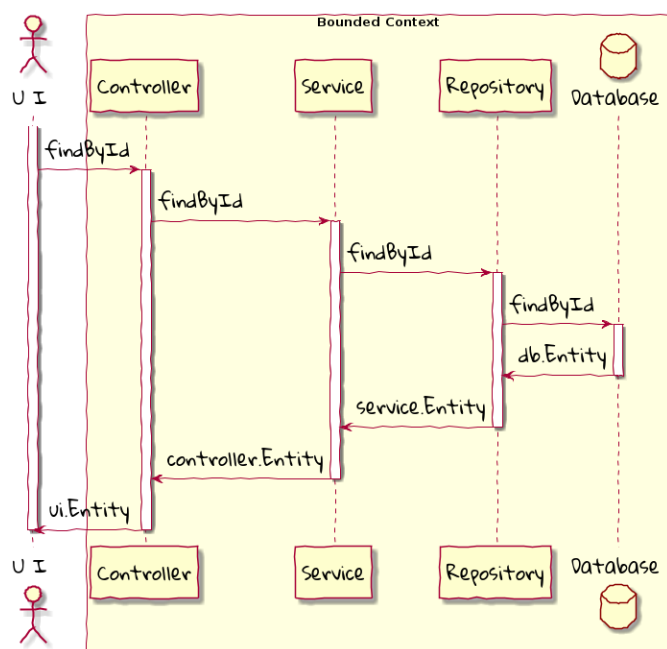 Bounded Context
U I
Controller
Service
Repository
Database
findById
findById
findById
findById
db.Entity
service.Entity
controller.Entity
ui.Entity
U I
Controller
Service
Repository
Database